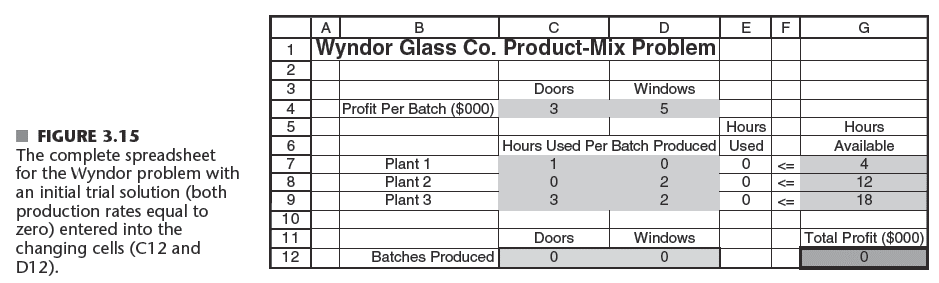 FIGURE 3.15
The complete spreadsheet
for the Wyndor problem with
an initial trial solution (both
production rates equal to
zero) entered into the
changing cells (C12 and
D12).
A B C D E F G
1 Wyndor Glass Co. Product-Mix Problem
2
3 Doors Windows
4 Profit Per Batch ($000) 3 5
5 Hours Hours
6 Hours Used Per Batch Produced Used Available
7 Plant 1 1 0 0 <= 4
8 Plant 2 0 2 0 <= 12
9 Plant 3 3 2 0 <= 18
10
11 Doors Windows Total Profit ($000)
12 Batches Produced 0 0 0